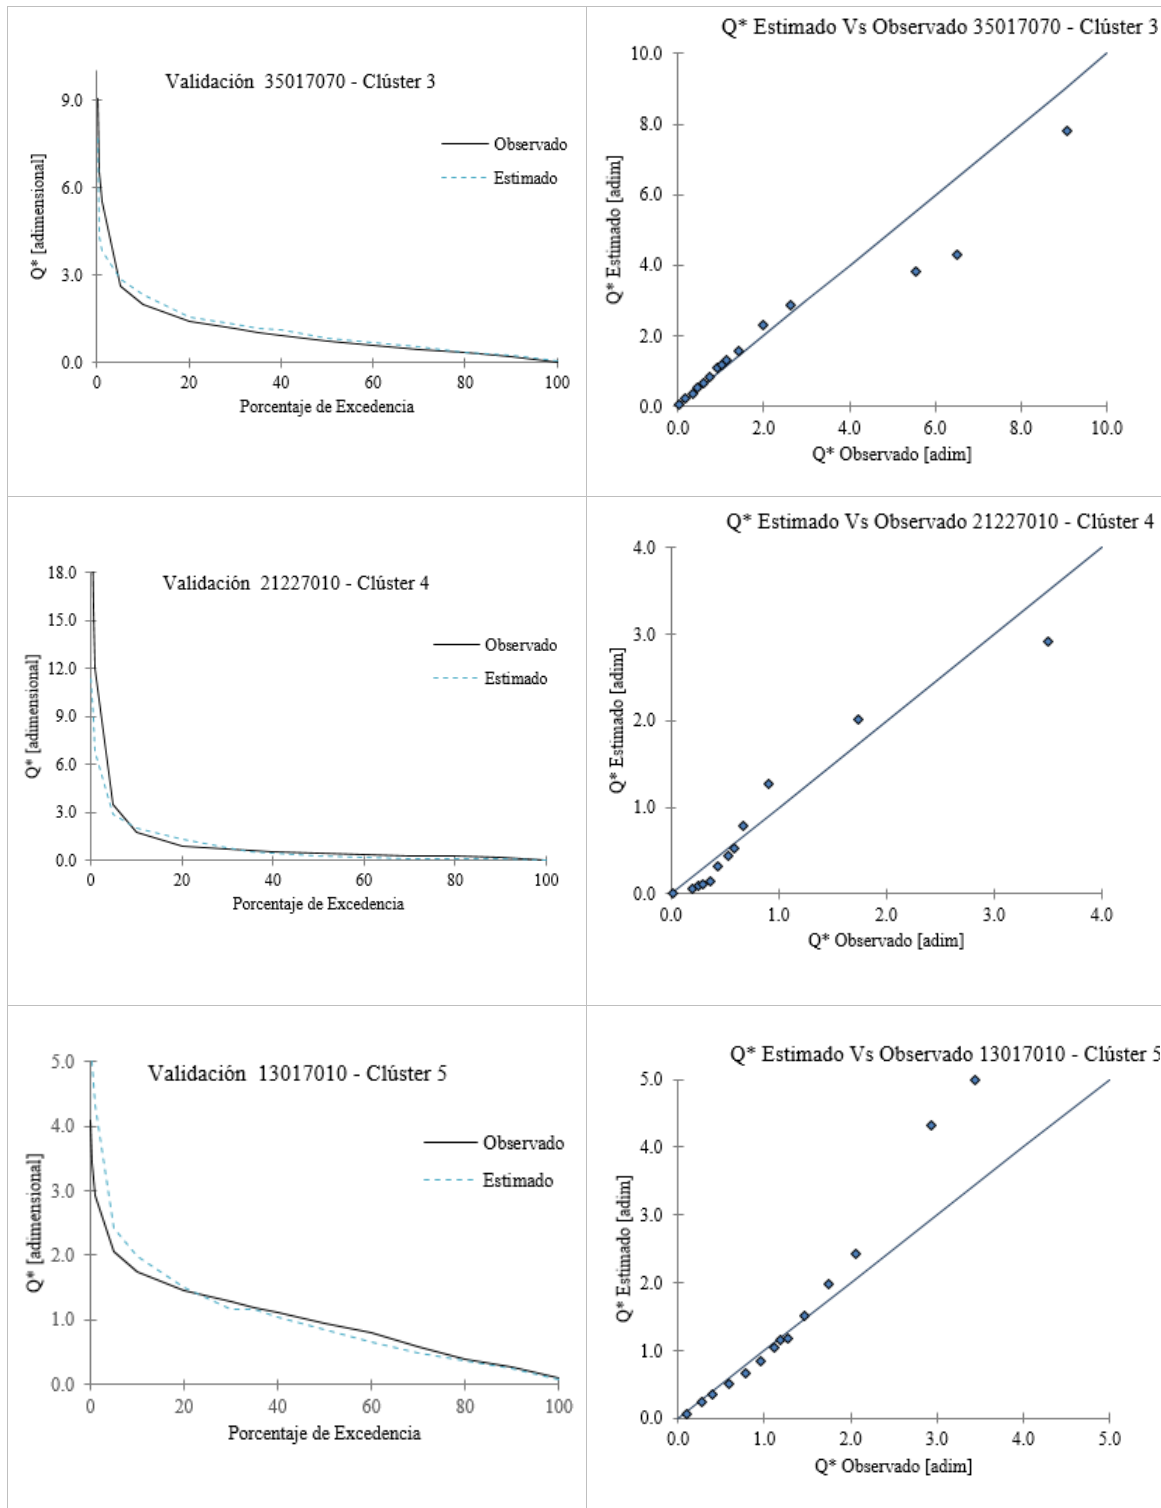 Validación  35017070 - Clúster 3
9.0
6.0
3.0
0.0
Q* [adimensional]
Observado
Estimado
0
20
40
60
80
100
Porcentaje de Excedencia
Q* Estimado Vs Observado 35017070 - Clúster 3
10.0
8.0
6.0
4.0
2.0
0.0
Q* Estimado [adim]
0.0
2.0
4.0
6.0
8.0
10.0
Q* Observado [adim]
Validación  21227010 - Clúster 4
18.0
15.0
12.0
9.0
6.0
3.0
0.0
Q* [adimensional]
Observado
Estimado
0
20
40
60
80
100
Porcentaje de Excedencia
Q* Estimado Vs Observado 21227010 - Clúster 4
4.0
3.0
2.0
1.0
0.0
Q* Estimado [adim]
0.0
1.0
2.0
3.0
4.0
Q* Observado [adim]
Validación  13017010 - Clúster 5
5.0
4.0
3.0
2.0
1.0
0.0
Q* [adimensional]
Observado
Estimado
0
20
40
60
80
100
Porcentaje de Excedencia
Q* Estimado Vs Observado 13017010 - Clúster 5
5.0
4.0
3.0
2.0
1.0
0.0
Q* Estimado [adim]
0.0
1.0
2.0
3.0
4.0
5.0
Q* Observado [adim]